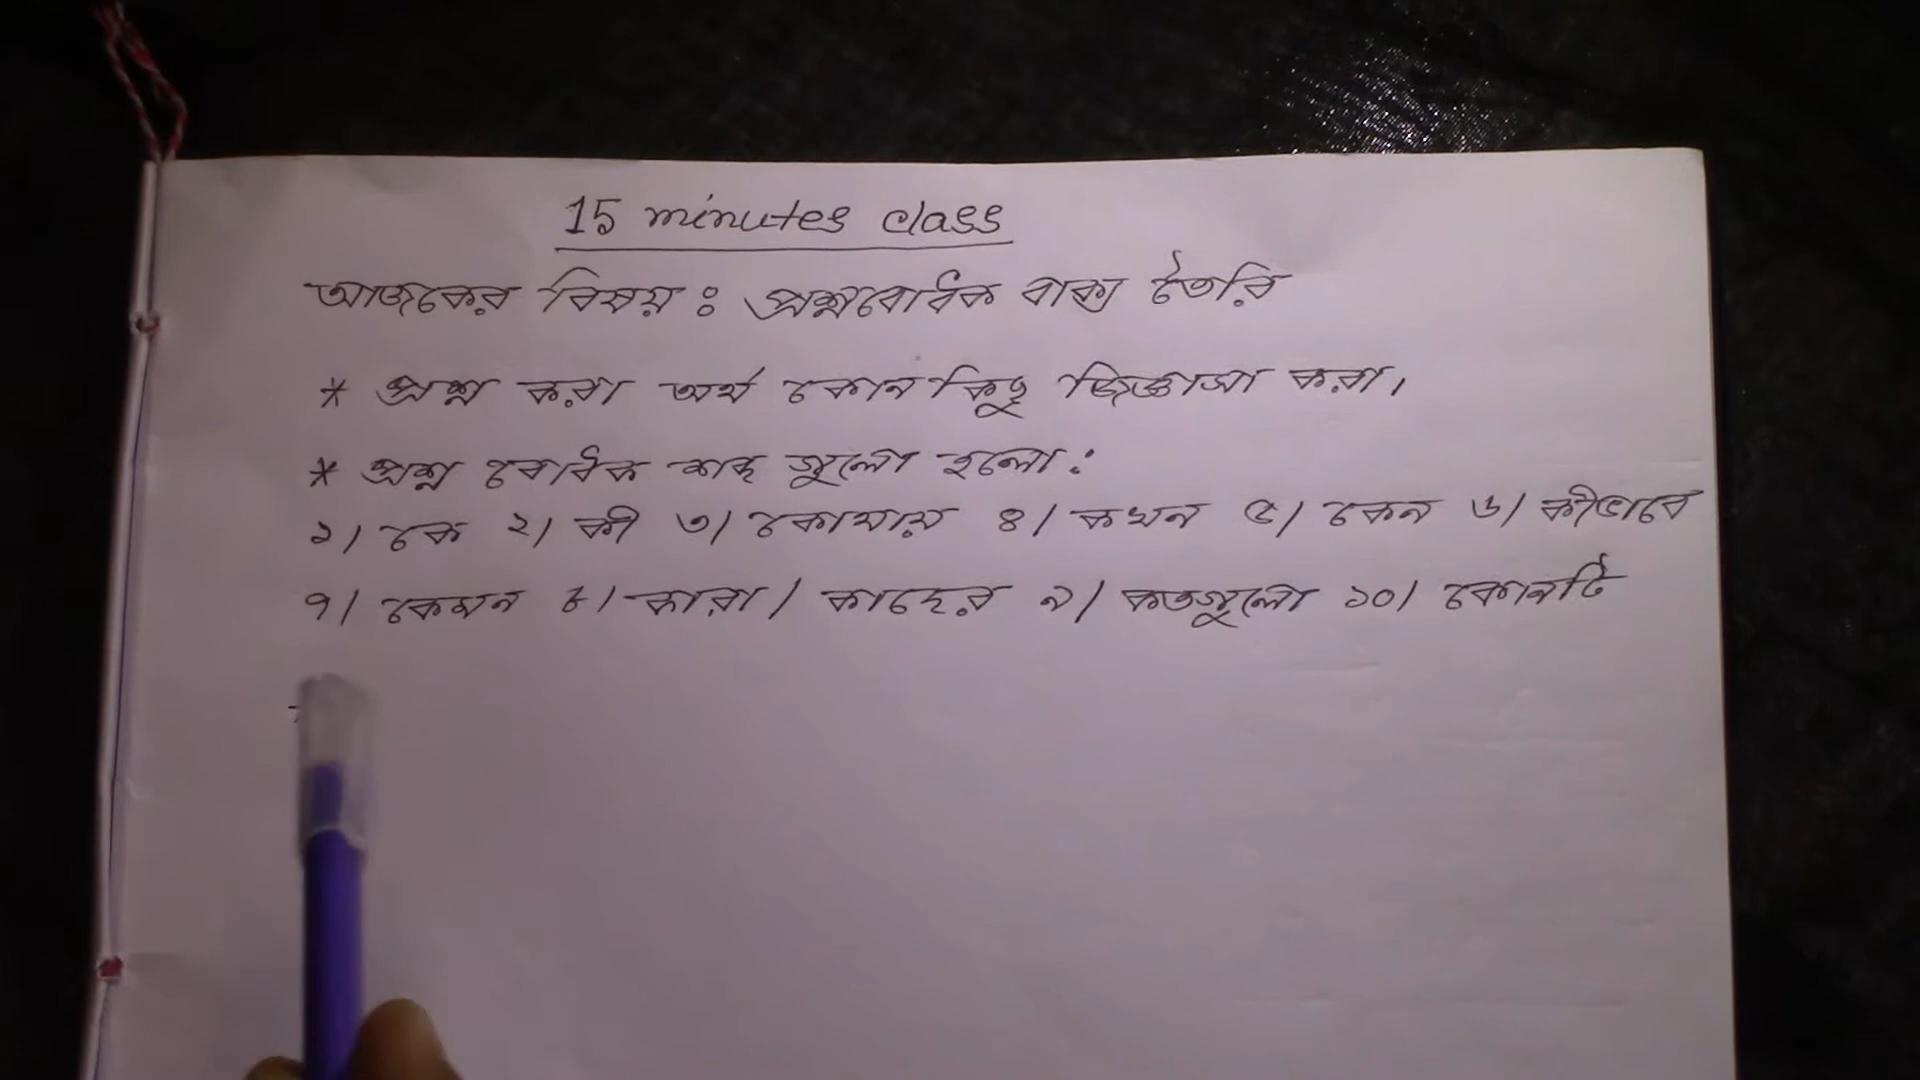 15 minutes class
আজকের বিষয় : প্রশ্নবোধক বাক্য তৈরি
* প্রশ্ন করা অর্থ কোন কিছু জিজ্ঞাসা করা।
* প্রশ্ন বোধক শব্দ গুলো হলো :
১/ কে ২/ কী ৩/ কোথায় ৪/ কখন ৫/ কেন ৬/ কীভাবে
৭/ কেমন ৮/ কারা/ কাদের ৯/ কতগুলো ১০/ কোনটি